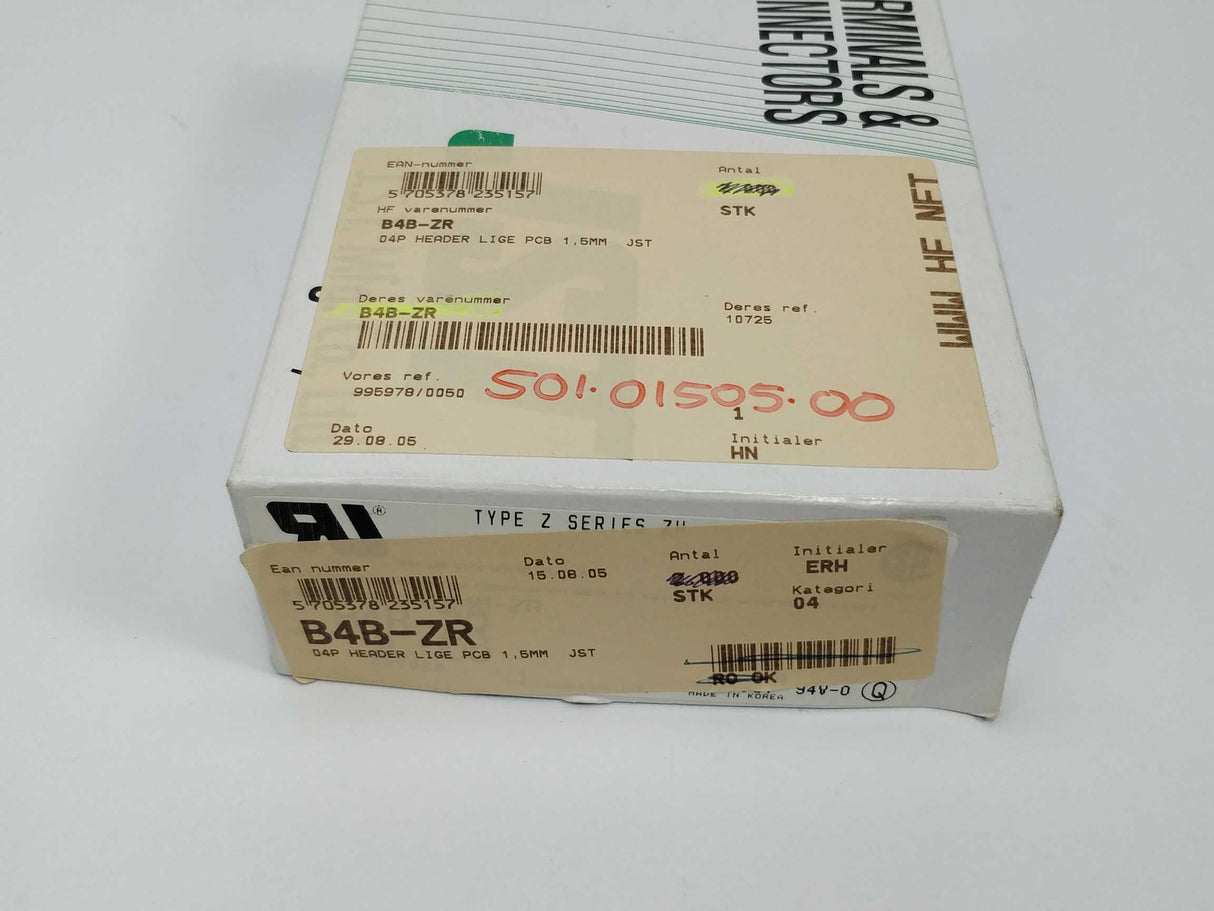 RMINALS &
NNECTORS
EAN-nummer
5 705378 235157
Antal
STK
HF varenummer
B4B-ZR
04P HEADER LIGE PCB 1,5MM JST
WWW HF NET
Deres varenummer
B4B-ZR
Deres ref.
10725
Vores ref.
995978/0050
501.01505.00
1
Dato
29.08.05
Initialer
HN
®
TYPE Z SERIES
Ean nummer
5 705378 235157
Dato
15.08.05
Antal
STK
Initialer
ERH
Kategori
04
B4B-ZR
04P HEADER LIGE PCB 1,5MM JST
RO OK
MADE IN KOREA
94V-0 Q